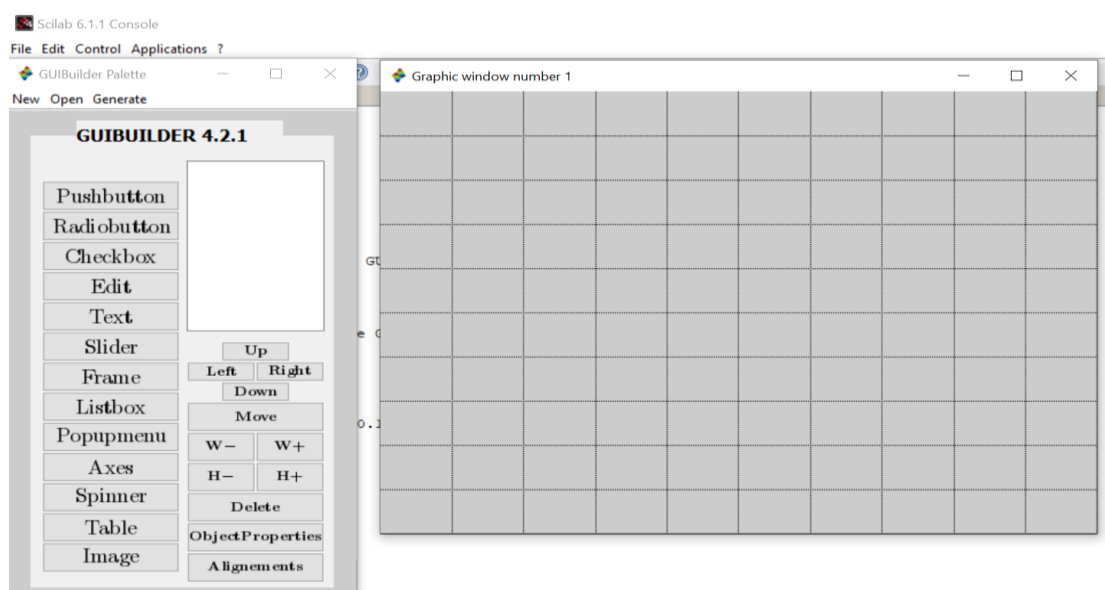 Scilab 6.1.1 Console
File Edit Control Applications ?
GUIBuilder Palette
New Open Generate
GUIBUILDER 4.2.1
Pushbutton
Radiobutton
Checkbox
Edit
Text
Slider
Frame
Listbox
Popupmenu
Axes
Spinner
Table
Image
Up
Left Right
Down
Move
W− W+
H− H+
Delete
ObjectProperties
Alignements
Graphic window number 1